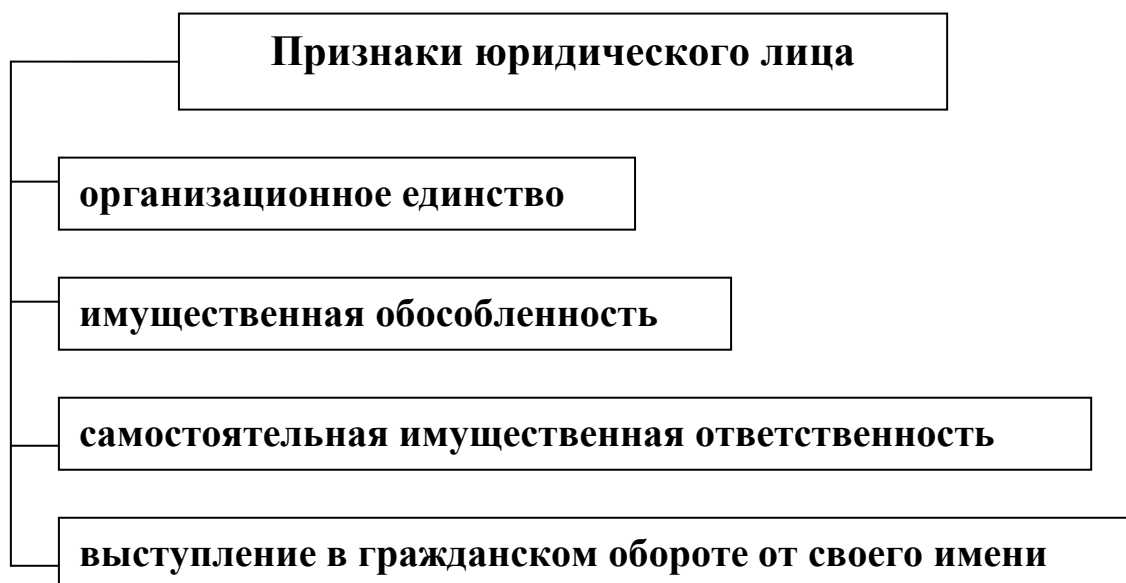 Признаки юридического лица
организационное единство
имущественная обособленность
самостоятельная имущественная ответственность
выступление в гражданском обороте от своего имени